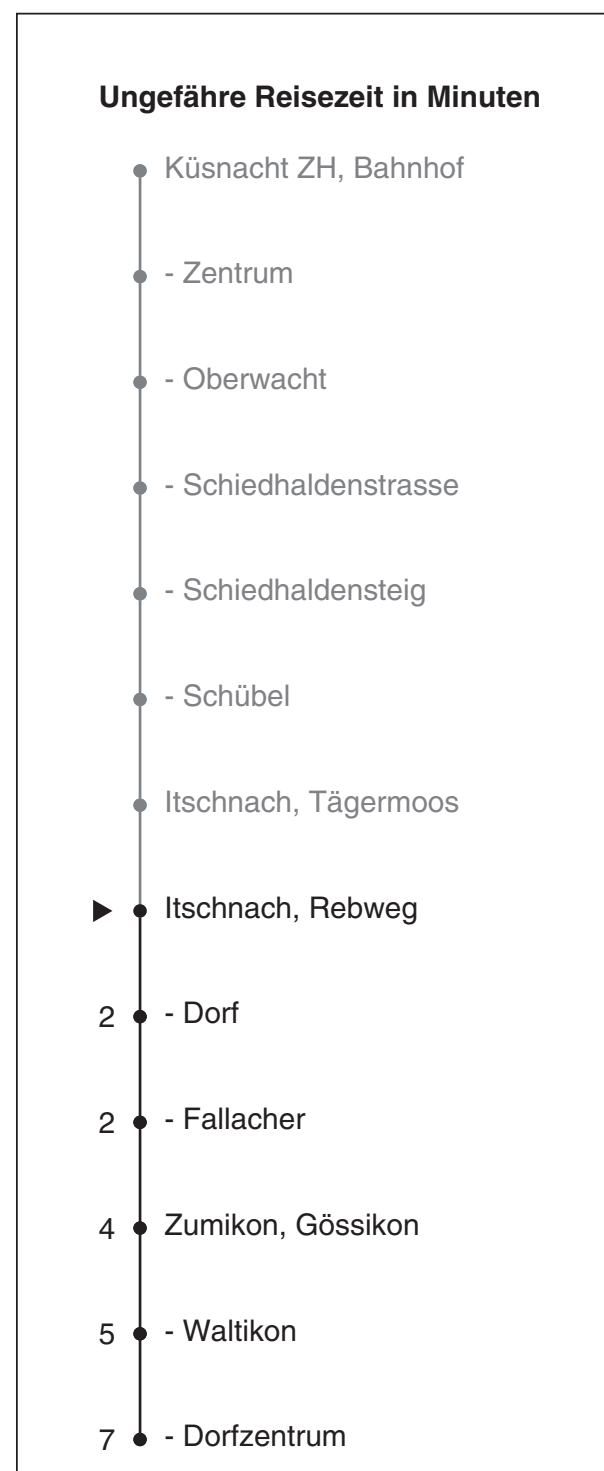 Ungefähre Reisezeit in Minuten
Küsnacht ZH, Bahnhof
- Zentrum
- Oberwacht
- Schiedhaldenstrasse
- Schiedhaldensteig
- Schübel
Itschnach, Tägermoos
Itschnach, Rebweg
2 - Dorf
2 - Fallacher
4 Zumikon, Gössikon
5 - Waltikon
7 - Dorfzentrum